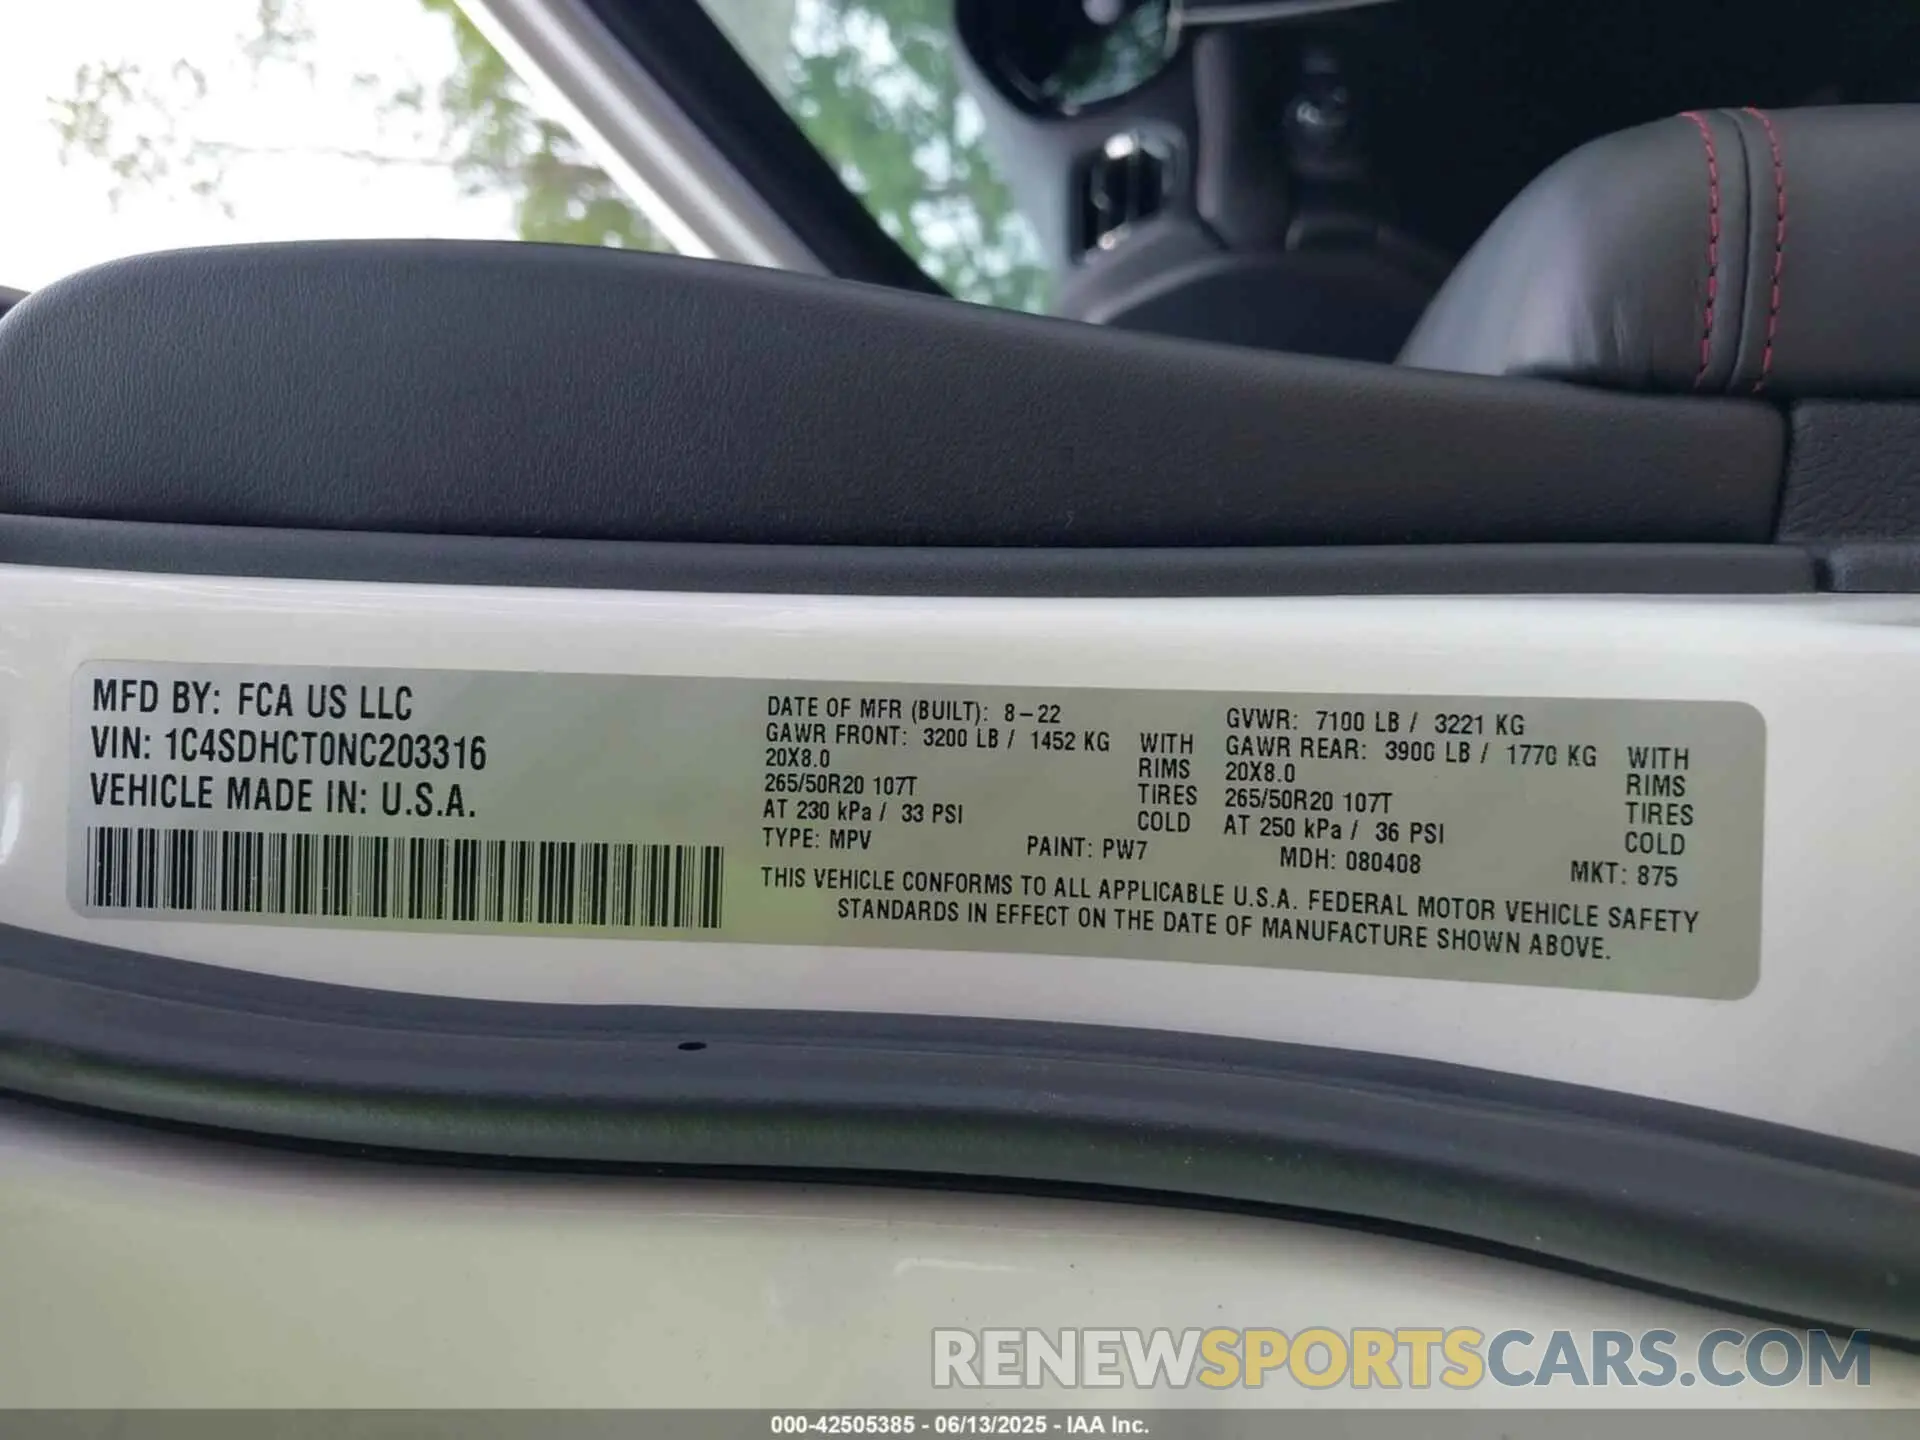 MFD BY: FCA US LLC
VIN: 1C4SDHCT0NC203316
VEHICLE MADE IN: U.S.A.
DATE OF MFR (BUILT): 8-22
GAWR FRONT: 3200 LB / 1452 KG WITH
20X8.0 RIMS
265/50R20 107T TIRES
AT 230 kPa / 33 PSI COLD
TYPE: MPV PAINT: PW7
GVWR: 7100 LB / 3221 KG
GAWR REAR: 3900 LB / 1770 KG WITH
20X8.0 RIMS
265/50R20 107T TIRES
AT 250 kPa / 36 PSI COLD
MDH: 080408 MKT: 875
THIS VEHICLE CONFORMS TO ALL APPLICABLE U.S.A. FEDERAL MOTOR VEHICLE SAFETY
STANDARDS IN EFFECT ON THE DATE OF MANUFACTURE SHOWN ABOVE.
RENEWSPORTSCARS.COM
000-42505385 - 06/13/2025 - IAA Inc.